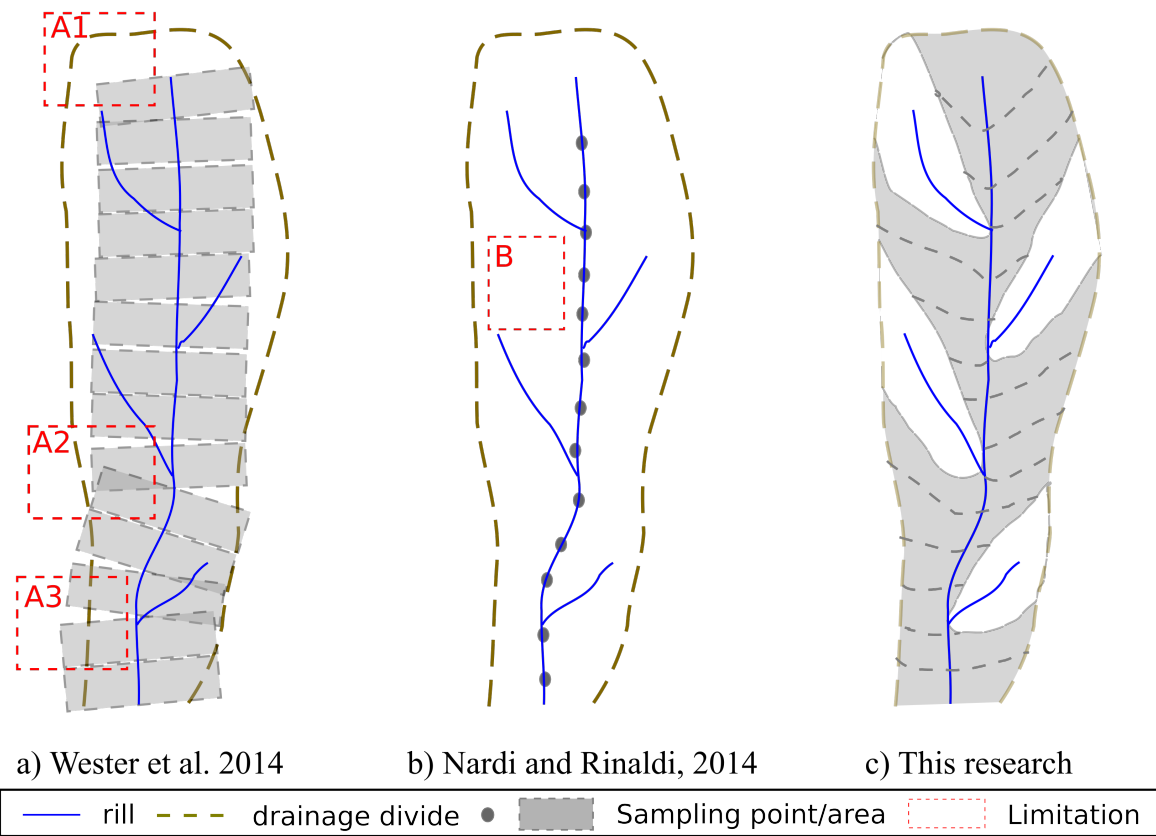 A1
B
A2
A3
a) Wester et al. 2014
b) Nardi and Rinaldi, 2014
c) This research
rill
drainage divide
Sampling point/area
Limitation